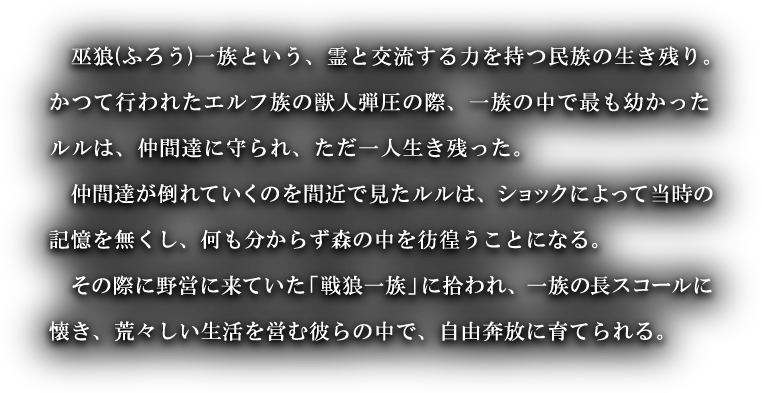 巫狼(ふろう)一族という、霊と交流する力を持つ民族の生き残り。
かつて行われたエルフ族の獣人弾圧の際、一族の中で最も幼かった
ルルは、仲間達に守られ、ただ一人生き残った。
　仲間達が倒れていくのを間近で見たルルは、ショックによって当時の
記憶を無くし、何も分からず森の中を彷徨うことになる。
　その際に野営に来ていた「戦狼一族」に拾われ、一族の長スコールに
懐き、荒々しい生活を営む彼らの中で、自由奔放に育てられる。